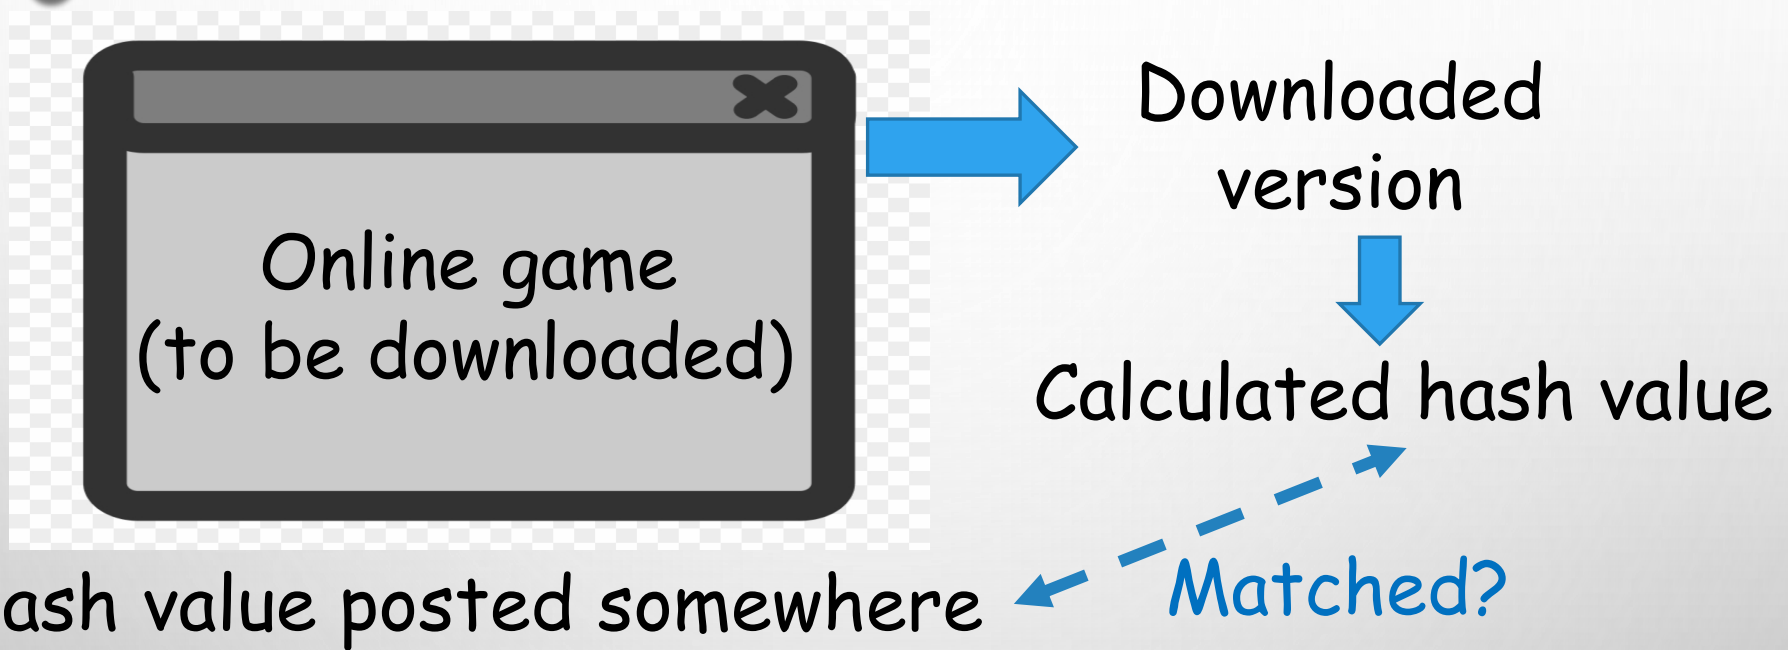 Online game
(to be downloaded)
Downloaded
version
Calculated hash value
ash value posted somewhere
Matched?